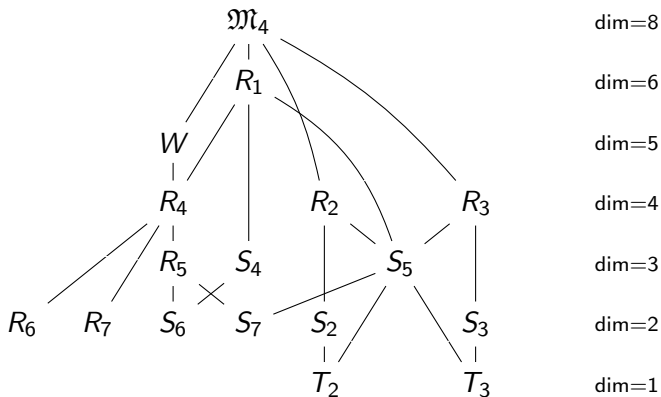 𝔐₄ dim=8
R₁ dim=6
W dim=5
R₄ R₂ R₃ dim=4
R₅ S₄ S₅ dim=3
R₆ R₇ S₆ S₇ S₂ S₃ dim=2
T₂ T₃ dim=1